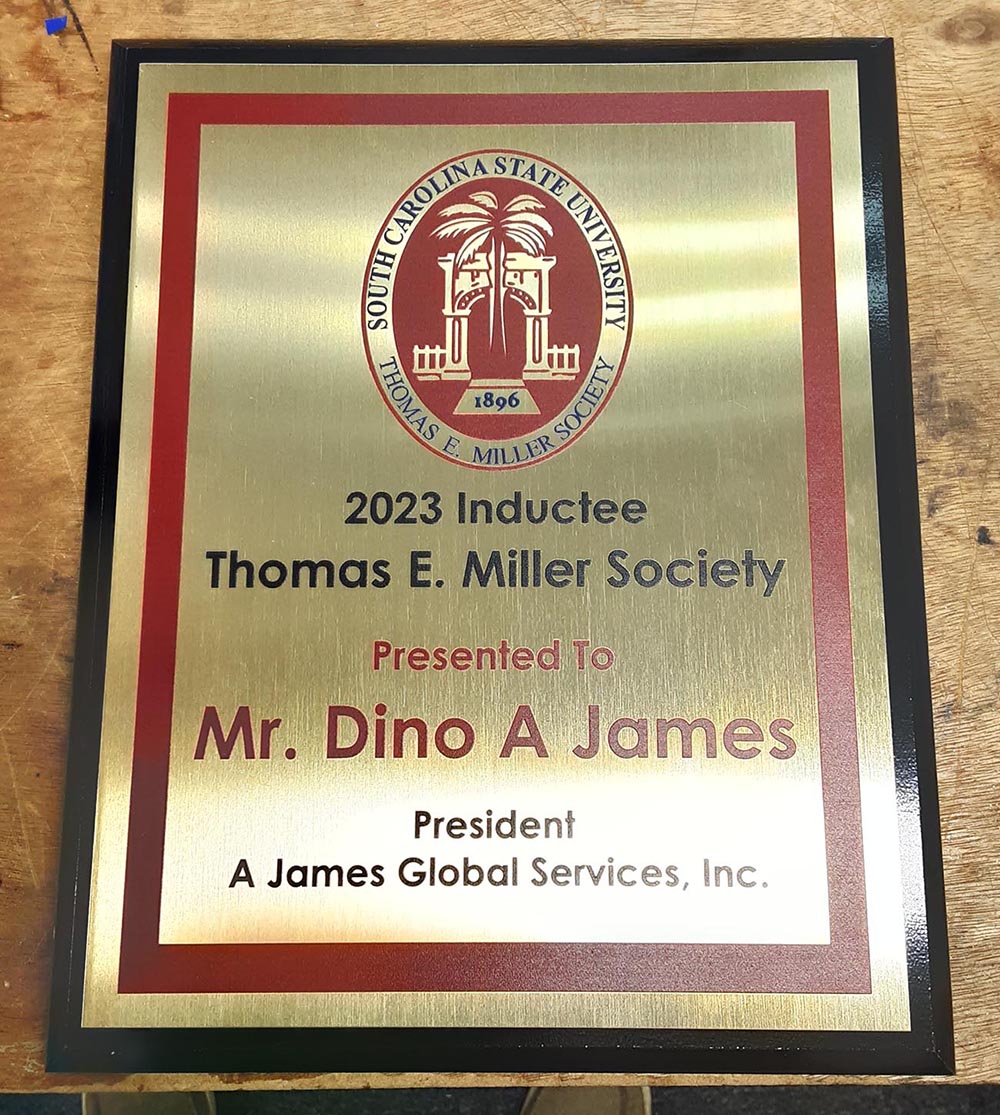 SOUTH CAROLINA STATE UNIVERSITY
THOMAS E. MILLER SOCIETY
1896
2023 Inductee
Thomas E. Miller Society
Presented To
Mr. Dino A James
President
A James Global Services, Inc.